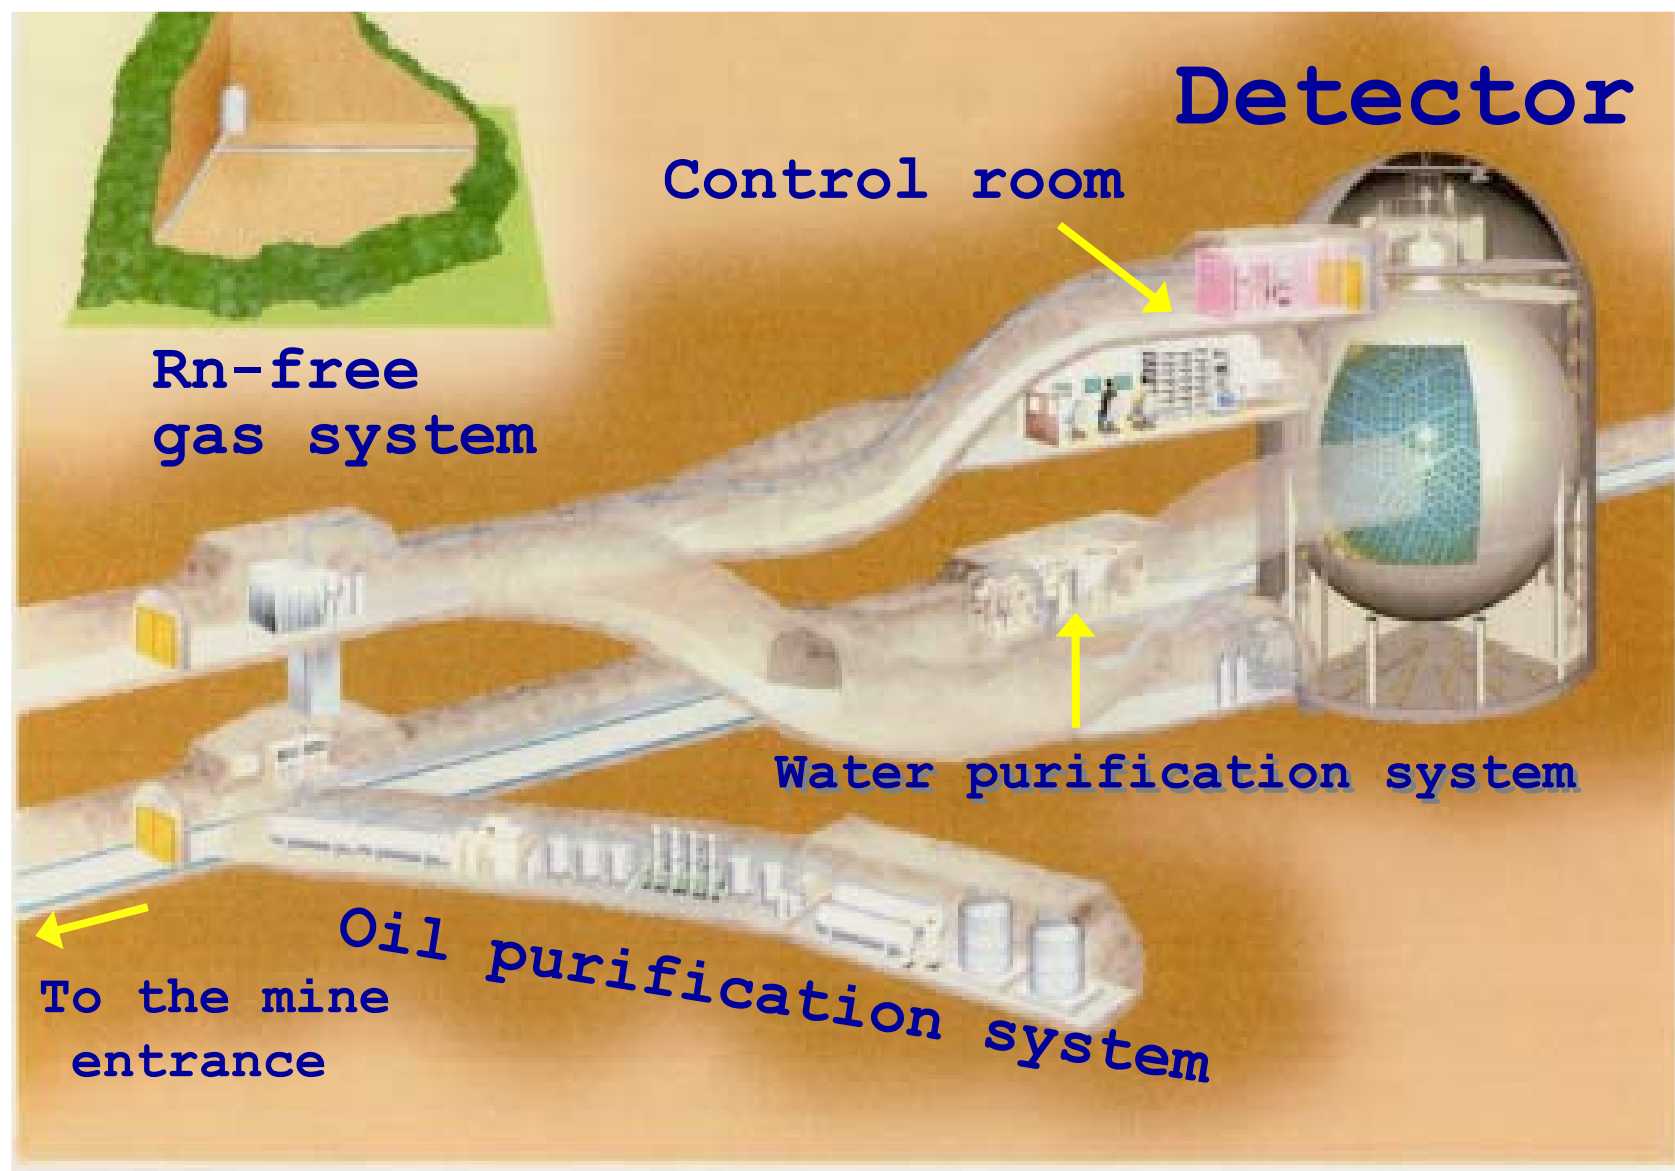 Detector
Control room
Rn-free
gas system
Water purification system
Oil purification system
To the mine
entrance